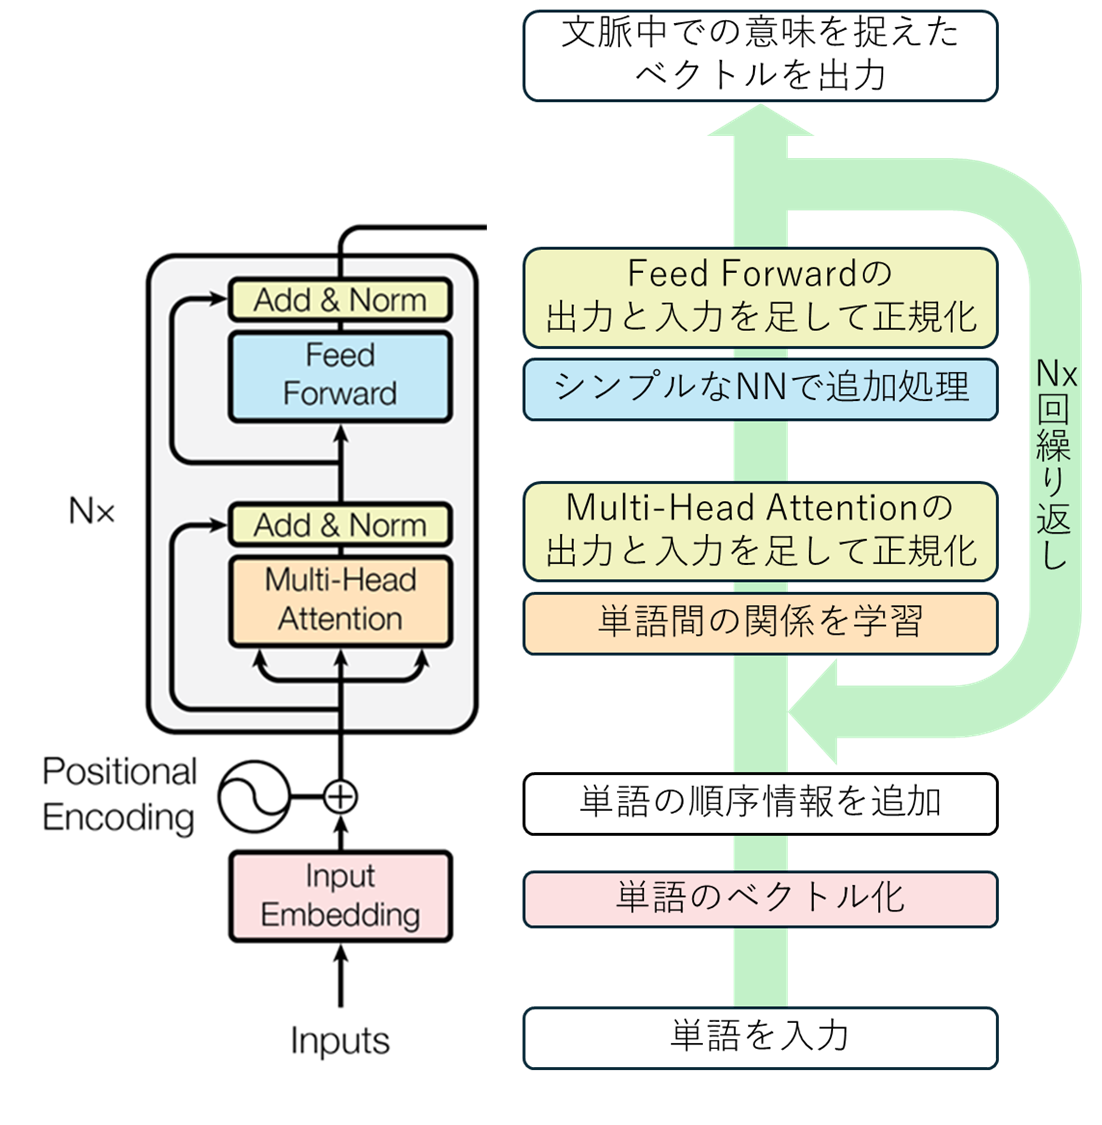 Add & Norm
Feed
Forward
N×
Add & Norm
Multi-Head
Attention
Positional
Encoding
Input
Embedding
Inputs
文脈中での意味を捉えた
ベクトルを出力
Feed Forwardの
出力と入力を足して正規化
シンプルなNNで追加処理
Multi-Head Attentionの
出力と入力を足して正規化
単語間の関係を学習
単語の順序情報を追加
単語のベクトル化
単語を入力
Nx回繰り返し